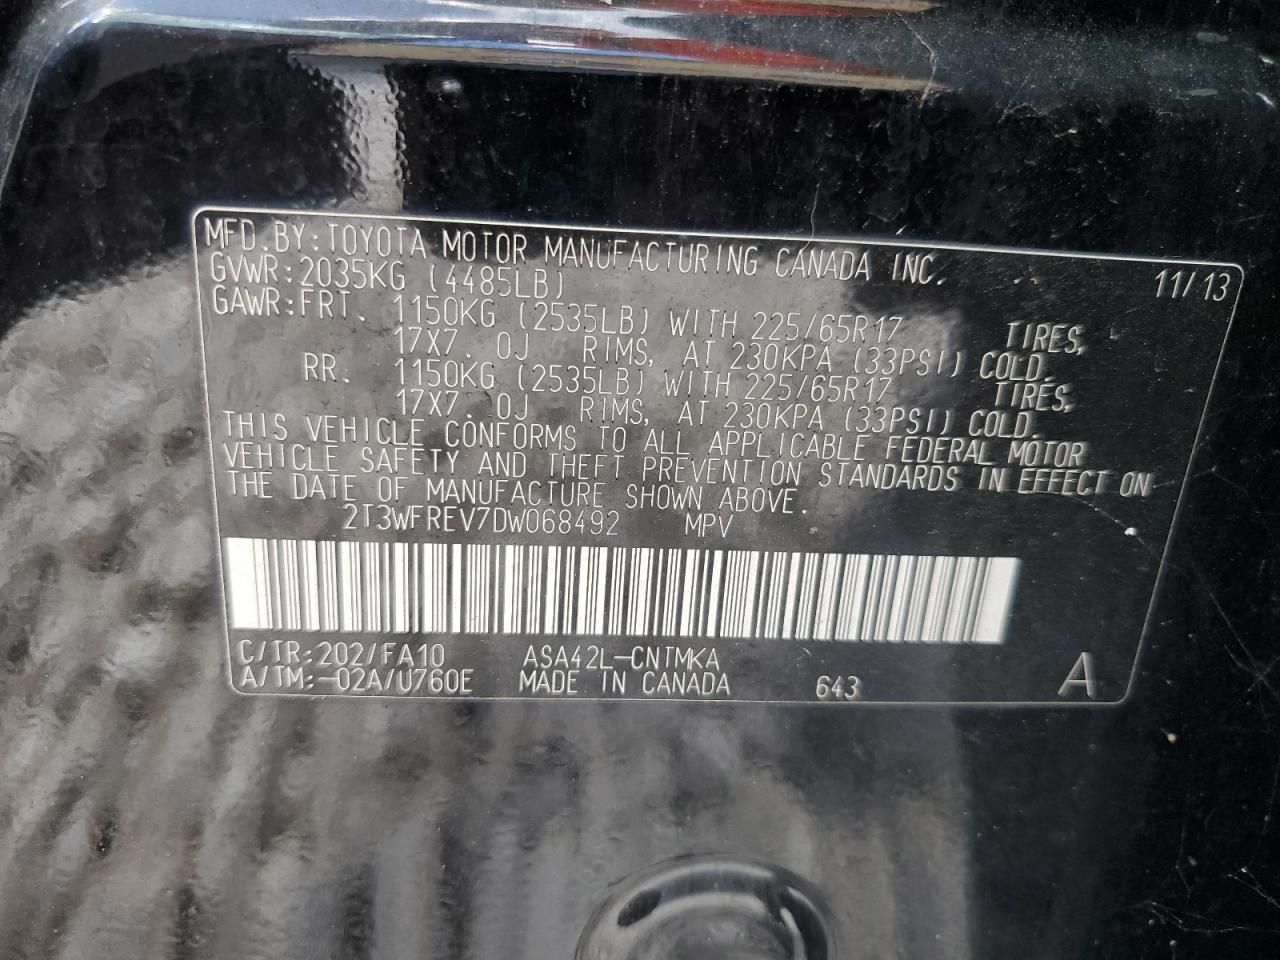 MFD.BY:TOYOTA MOTOR MANUFACTURING CANADA INC. 11/13
GVWR:2035KG (4485LB)
GAWR:FRT. 1150KG (2535LB) WITH 225/65R17 TIRES,
17X7.0J RIMS, AT 230KPA (33PSI) COLD.
RR. 1150KG (2535LB) WITH 225/65R17 TIRES,
17X7.0J RIMS, AT 230KPA (33PSI) COLD.
THIS VEHICLE CONFORMS TO ALL APPLICABLE FEDERAL MOTOR
VEHICLE SAFETY AND THEFT PREVENTION STANDARDS IN EFFECT ON
THE DATE OF MANUFACTURE SHOWN ABOVE.
2T3WFREV7DW068492 MPV
C/TR:202/FA10 ASA42L-CNTMKA
A/TM:-02A/U760E MADE IN CANADA 643 A